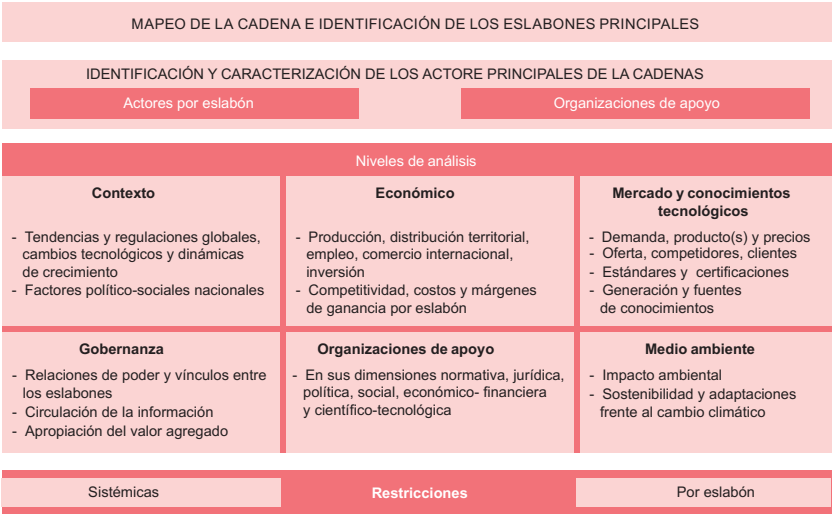 MAPEO DE LA CADENA E IDENTIFICACIÓN DE LOS ESLABONES PRINCIPALES
IDENTIFICACIÓN Y CARACTERIZACIÓN DE LOS ACTORE PRINCIPALES DE LA CADENAS
Actores por eslabón
Organizaciones de apoyo
Niveles de análisis
Contexto
- Tendencias y regulaciones globales,
cambios tecnológicos y dinámicas
de crecimiento
- Factores político-sociales nacionales
Económico
- Producción, distribución territorial,
empleo, comercio internacional,
inversión
- Competitividad, costos y márgenes
de ganancia por eslabón
Mercado y conocimientos
tecnológicos
- Demanda, producto(s) y precios
- Oferta, competidores, clientes
- Estándares y certificaciones
- Generación y fuentes
de conocimientos
Gobernanza
- Relaciones de poder y vínculos entre
los eslabones
- Circulación de la información
- Apropiación del valor agregado
Organizaciones de apoyo
- En sus dimensiones normativa, jurídica,
política, social, económico- financiera
y científico-tecnológica
Medio ambiente
- Impacto ambiental
- Sostenibilidad y adaptaciones
frente al cambio climático
Sistémicas
Restricciones
Por eslabón